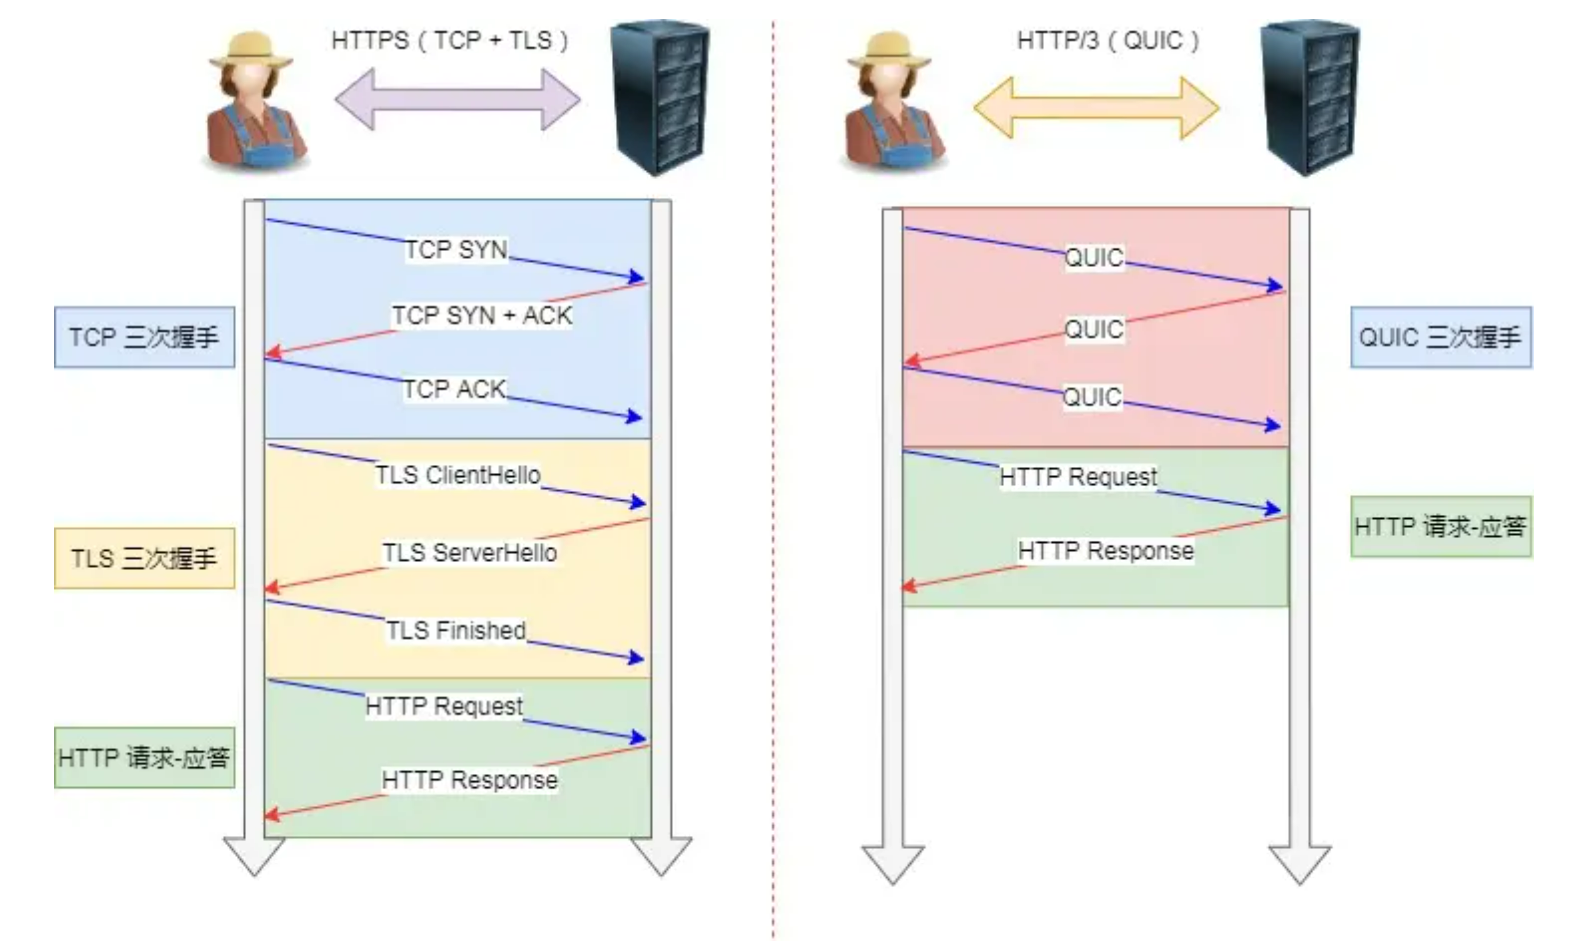 HTTPS ( TCP + TLS )
TCP SYN
TCP SYN + ACK
TCP 三次握手
TCP ACK
TLS ClientHello
TLS ServerHello
TLS 三次握手
TLS Finished
HTTP Request
HTTP 请求-应答
HTTP Response
HTTP/3 ( QUIC )
QUIC
QUIC
QUIC 三次握手
QUIC
HTTP Request
HTTP 请求-应答
HTTP Response